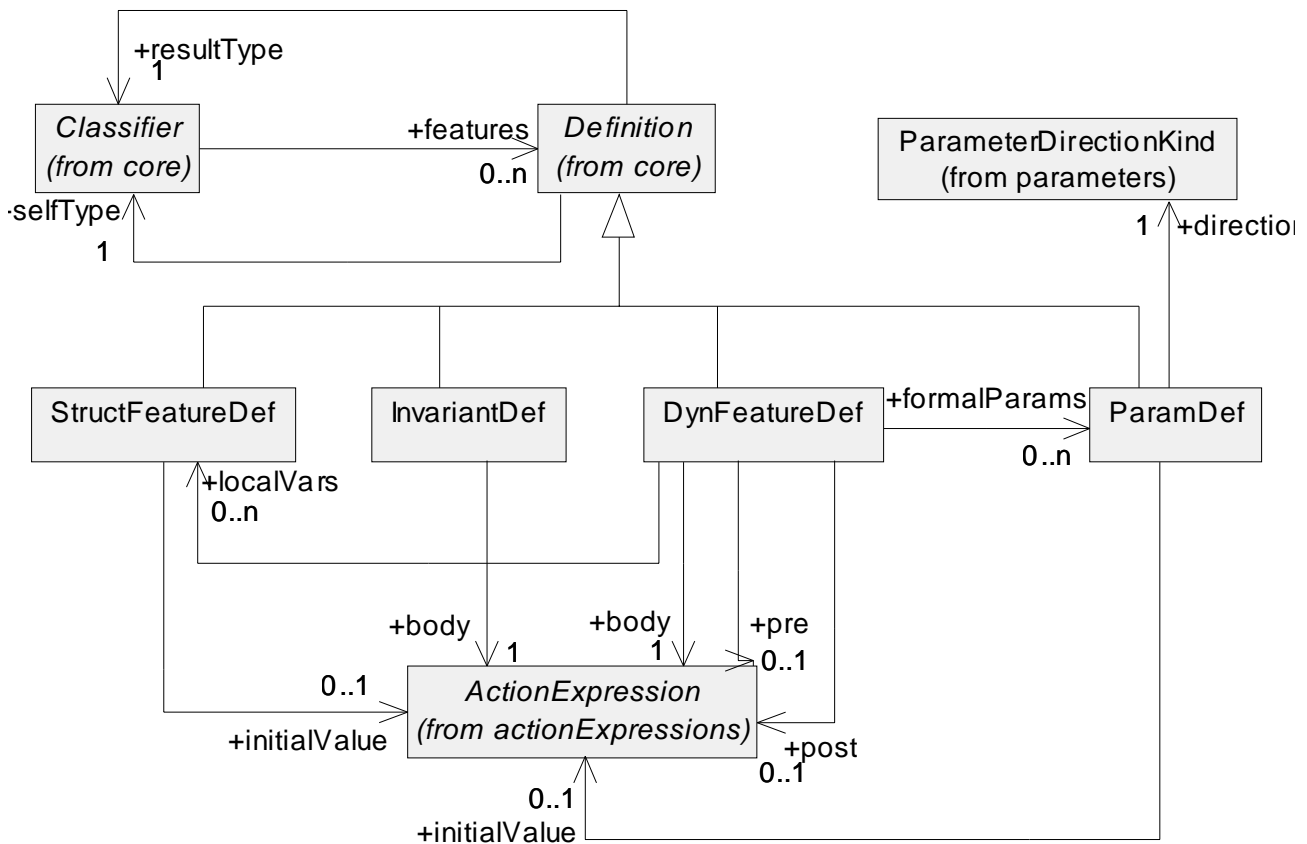 +resultType
1
Classifier
(from core)
+features
0..n
Definition
(from core)
ParameterDirectionKind
(from parameters)
-selfType
1
1
+direction
StructFeatureDef
InvariantDef
DynFeatureDef
+formalParams
0..n
ParamDef
+localVars
0..n
+body
1
+body
1
+pre
0..1
0..1
+initialValue
ActionExpression
(from actionExpressions)
+post
0..1
0..1
+initialValue